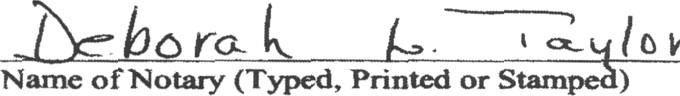 Deborah L. Taylor
Name of Notary (Typed, Printed or Stamped)